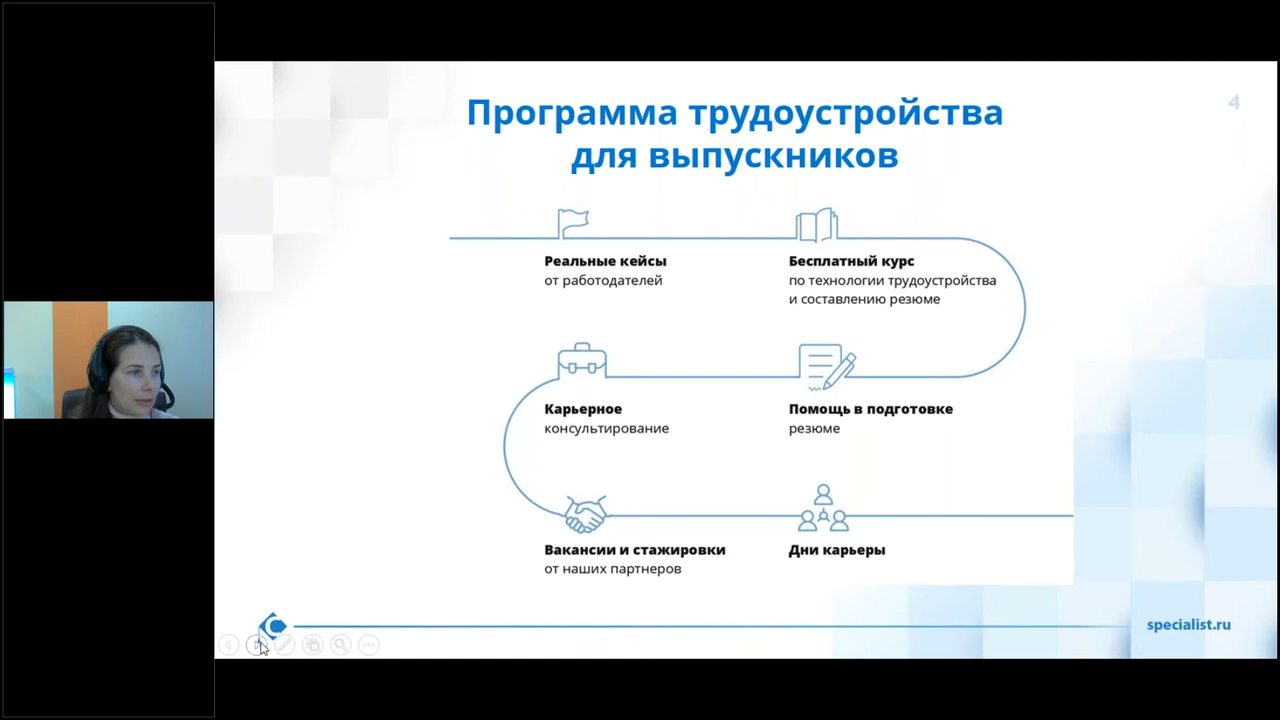 Программа трудоустройства
для выпускников
4
Реальные кейсы
от работодателей
Бесплатный курс
по технологии трудоустройства
и составлению резюме
Карьерное
консультирование
Помощь в подготовке
резюме
Вакансии и стажировки
от наших партнеров
Дни карьеры
specialist.ru